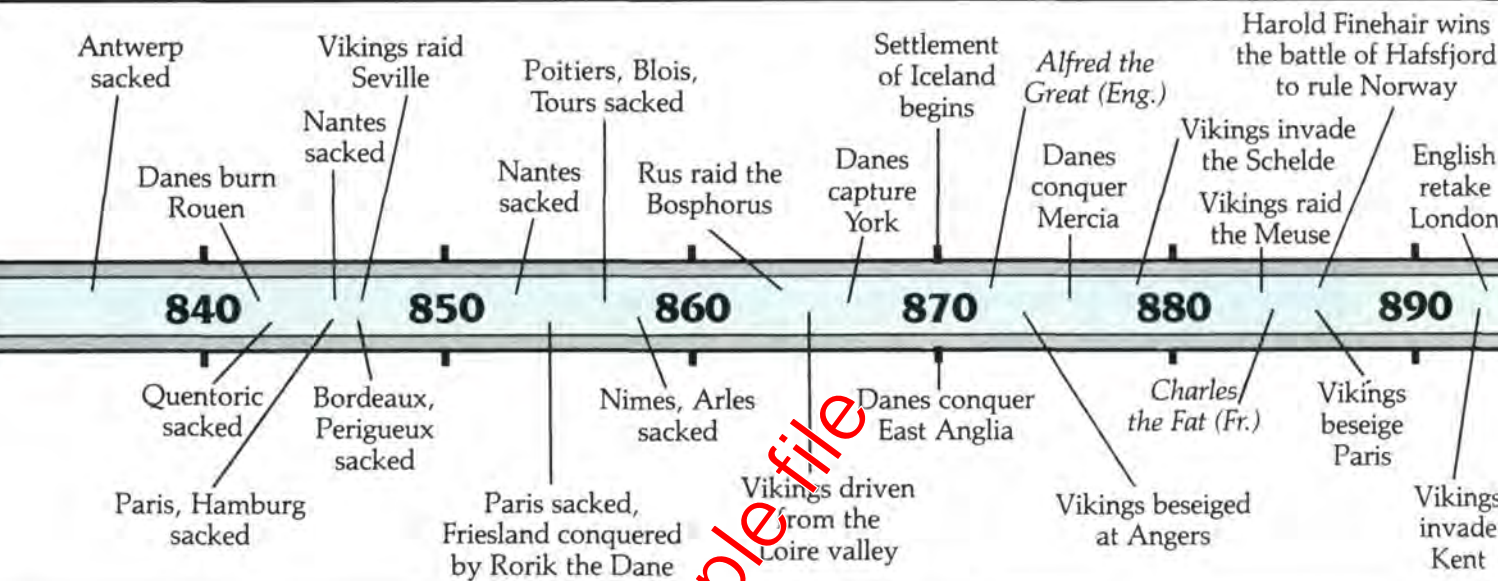 Antwerp
sacked
Danes burn
Rouen
Nantes
sacked
Vikings raid
Seville
Nantes
sacked
Poitiers, Blois,
Tours sacked
Rus raid the
Bosphorus
Danes
capture
York
Settlement
of Iceland
begins
Alfred the
Great (Eng.)
Danes
conquer
Mercia
Vikings invade
the Schelde
Vikings raid
the Meuse
Harold Finehair wins
the battle of Hafsfjord
to rule Norway
English
retake
London
840 850 860 870 880 890
Quentoric
sacked
Paris, Hamburg
sacked
Bordeaux,
Perigueux
sacked
Paris sacked,
Friesland conquered
by Rorik the Dane
Nimes, Arles
sacked
Vikings driven
from the
Loire valley
Danes conquer
East Anglia
Vikings beseiged
at Angers
Charles
the Fat (Fr.)
Vikings
beseige
Paris
Vikings
invade
Kent
ple file